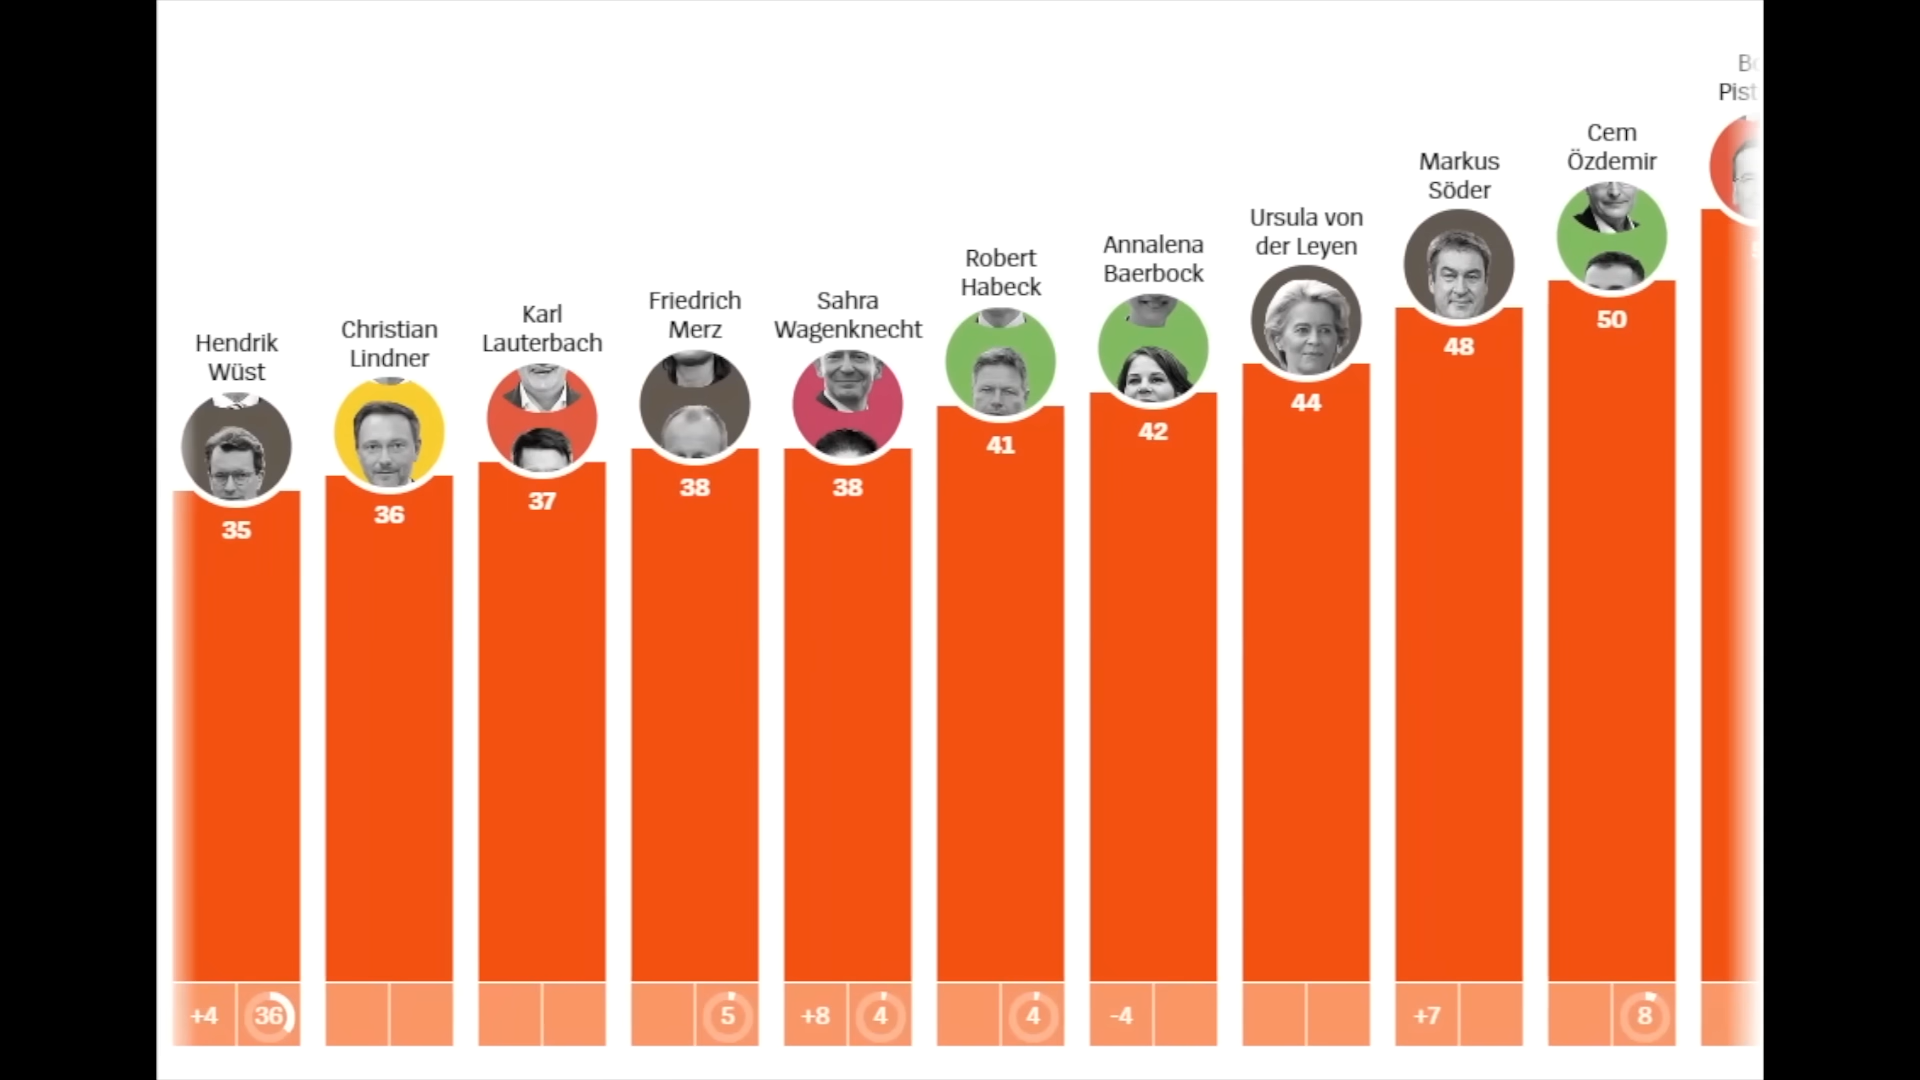 Hendrik
Wüst
35
+4
36
Christian
Lindner
36
Karl
Lauterbach
37
Friedrich
Merz
38
5
Sahra
Wagenknecht
38
+8
4
Robert
Habeck
41
4
Annalena
Baerbock
42
-4
Ursula von
der Leyen
44
Markus
Söder
48
+7
Cem
Özdemir
50
8